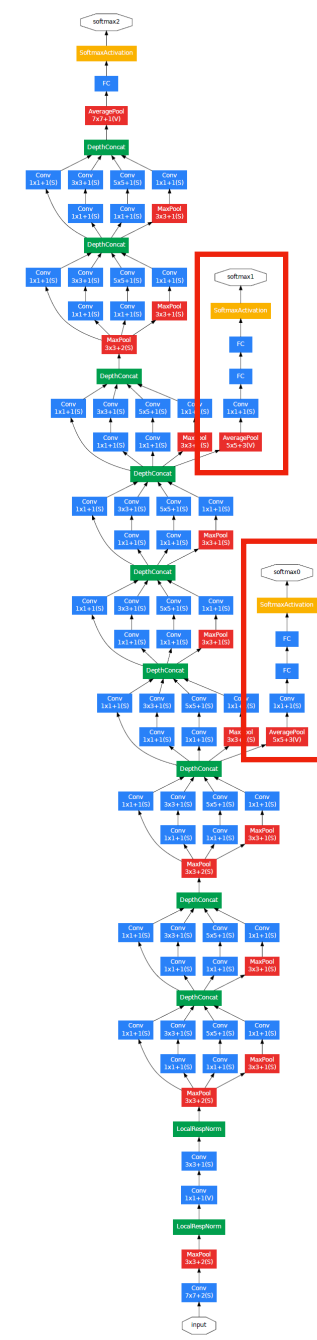 softmax2
SoftmaxActivation
FC
AveragePool
7x7+1(V)
DepthConcat
Conv Conv Conv Conv
1x1+1(S) 3x3+1(S) 5x5+1(S) 1x1+1(S)
Conv Conv MaxPool
1x1+1(S) 1x1+1(S) 3x3+1(S)
DepthConcat
Conv Conv Conv Conv softmax1
1x1+1(S) 3x3+1(S) 5x5+1(S) 1x1+1(S)
Conv Conv MaxPool SoftmaxActivation
1x1+1(S) 1x1+1(S) 3x3+1(S)
MaxPool FC
3x3+2(S)
DepthConcat FC
Conv Conv Conv Conv Conv
1x1+1(S) 3x3+1(S) 5x5+1(S) 1x1+1(S) 1x1+1(S)
Conv Conv MaxPool AveragePool
1x1+1(S) 1x1+1(S) 3x3+1(S) 5x5+3(V)
DepthConcat
Conv Conv Conv Conv
1x1+1(S) 3x3+1(S) 5x5+1(S) 1x1+1(S)
Conv Conv MaxPool
1x1+1(S) 1x1+1(S) 3x3+1(S)
DepthConcat softmax0
Conv Conv Conv Conv SoftmaxActivation
1x1+1(S) 3x3+1(S) 5x5+1(S) 1x1+1(S)
Conv Conv MaxPool FC
1x1+1(S) 1x1+1(S) 3x3+1(S)
DepthConcat FC
Conv Conv Conv Conv Conv
1x1+1(S) 3x3+1(S) 5x5+1(S) 1x1+1(S) 1x1+1(S)
Conv Conv MaxPool AveragePool
1x1+1(S) 1x1+1(S) 3x3+1(S) 5x5+3(V)
DepthConcat
Conv Conv Conv Conv
1x1+1(S) 3x3+1(S) 5x5+1(S) 1x1+1(S)
Conv Conv MaxPool
1x1+1(S) 1x1+1(S) 3x3+1(S)
MaxPool
3x3+2(S)
DepthConcat
Conv Conv Conv Conv
1x1+1(S) 3x3+1(S) 5x5+1(S) 1x1+1(S)
Conv Conv MaxPool
1x1+1(S) 1x1+1(S) 3x3+1(S)
DepthConcat
Conv Conv Conv Conv
1x1+1(S) 3x3+1(S) 5x5+1(S) 1x1+1(S)
Conv Conv MaxPool
1x1+1(S) 1x1+1(S) 3x3+1(S)
MaxPool
3x3+2(S)
LocalRespNorm
Conv
3x3+1(S)
Conv
1x1+1(V)
LocalRespNorm
MaxPool
3x3+2(S)
Conv
7x7+2(S)
input